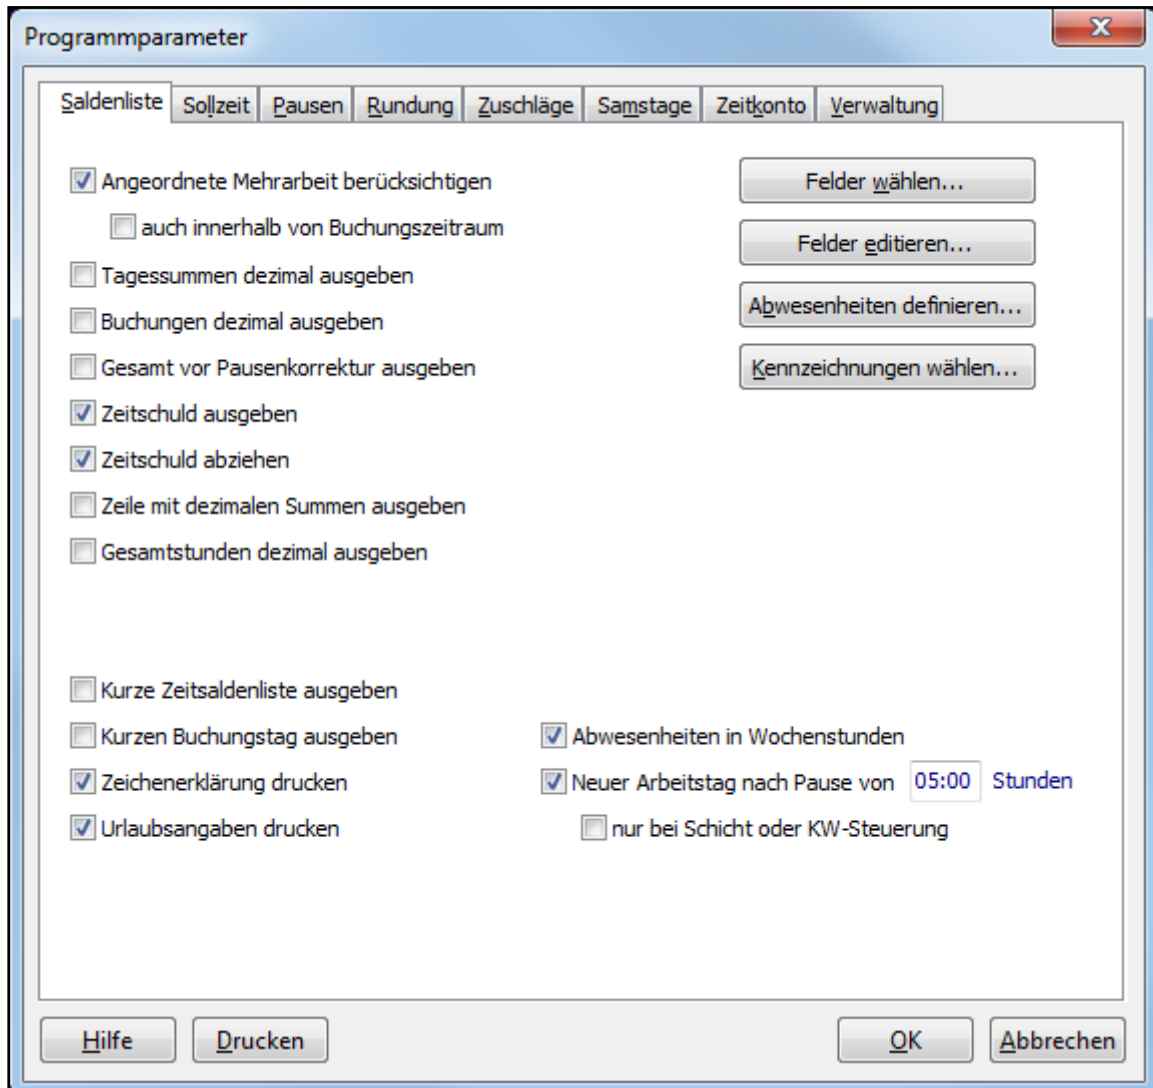 Programmparameter
Saldenliste Sollzeit Pausen Rundung Zuschläge Samstage Zeitkonto Verwaltung
Angeordnete Mehrarbeit berücksichtigen
auch innerhalb von Buchungszeitraum
Tagessummen dezimal ausgeben
Buchungen dezimal ausgeben
Gesamt vor Pausenkorrektur ausgeben
Zeitschuld ausgeben
Zeitschuld abziehen
Zeile mit dezimalen Summen ausgeben
Gesamtstunden dezimal ausgeben
Felder wählen...
Felder editieren...
Abwesenheiten definieren...
Kennzeichnungen wählen...
Kurze Zeitsaldenliste ausgeben
Kurzen Buchungstag ausgeben
Zeichenerklärung drucken
Urlaubsangaben drucken
Abwesenheiten in Wochenstunden
Neuer Arbeitstag nach Pause von 05:00 Stunden
nur bei Schicht oder KW-Steuerung
Hilfe Drucken OK Abbrechen